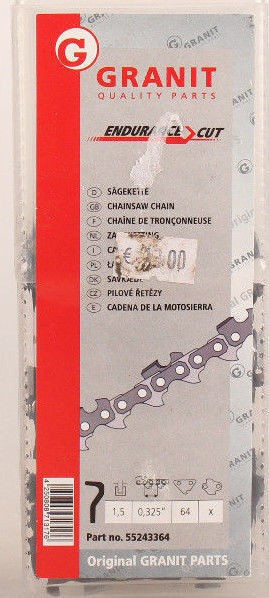 G
GRANIT
QUALITY PARTS
ENDURANCE CUT
D SÄGEKETTE
GB CHAINSAW CHAIN
F CHAÎNE DE TRONÇONNEUSE
NL
I
PL
DK
CZ PILOVÉ ŘETĚZY
E CADENA DE LA MOTOSIERRA
1,5 0,325" 64 x
Part no. 55243364
Original GRANIT PARTS